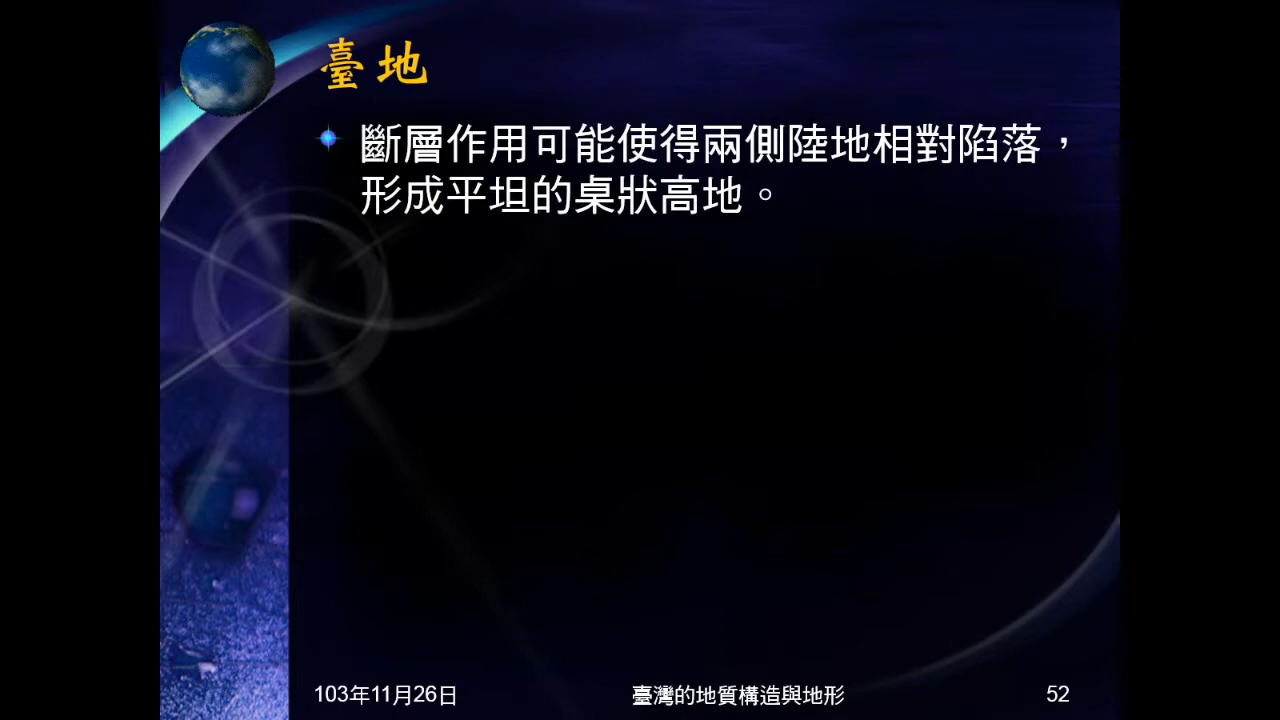 臺地
斷層作用可能使得兩側陸地相對陷落，
形成平坦的桌狀高地。
103年11月26日
臺灣的地質構造與地形
52